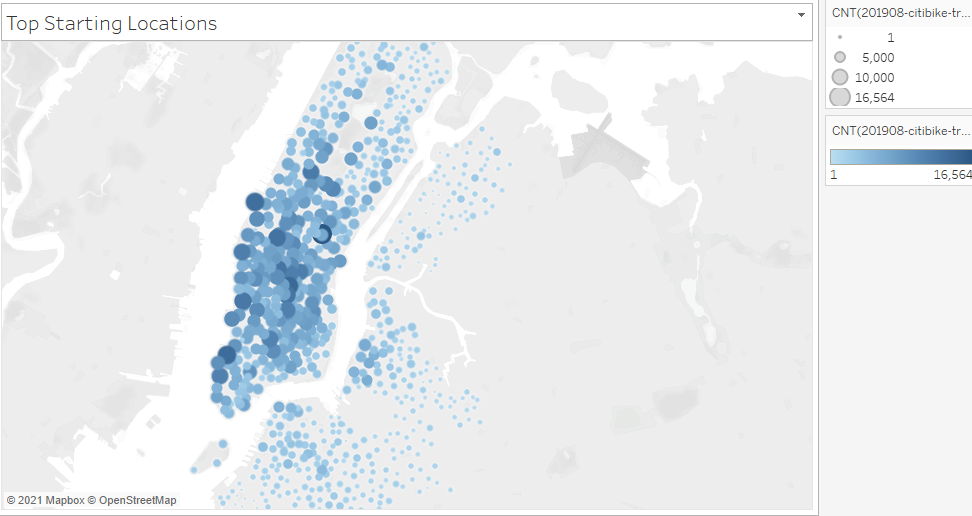 Top Starting Locations
© 2021 Mapbox © OpenStreetMap
CNT(201908-citibike-tr...
1
5,000
10,000
16,564
CNT(201908-citibike-tr...
1 16,564